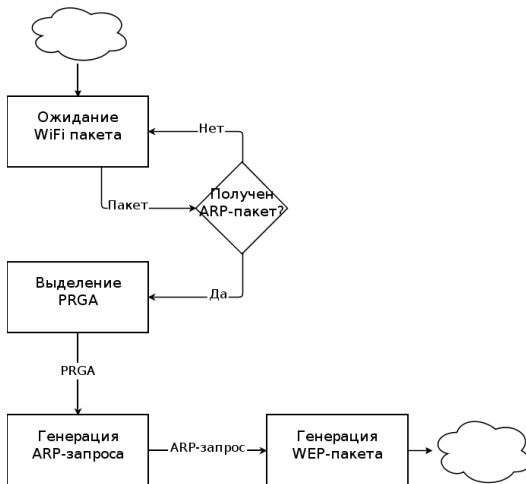 Ожидание
WiFi пакета
Нет
Получен
ARP-пакет?
Пакет
Выделение
PRGA
Да
PRGA
Генерация
ARP-запроса
ARP-запрос
Генерация
WEP-пакета